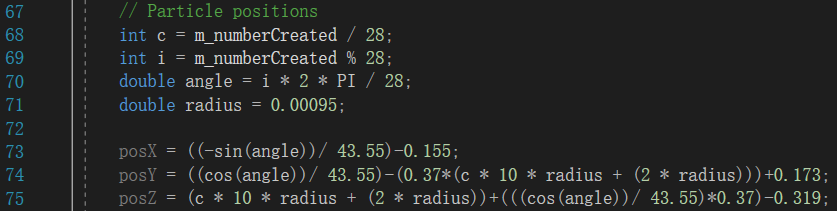 67 // Particle positions
68 int c = m_numberCreated / 28;
69 int i = m_numberCreated % 28;
70 double angle = i * 2 * PI / 28;
71 double radius = 0.00095;
72
73 posX = ((-sin(angle))/ 43.55)-0.155;
74 posY = ((cos(angle))/ 43.55)-(0.37*(c * 10 * radius + (2 * radius)))+0.173;
75 posZ = (c * 10 * radius + (2 * radius))+(((cos(angle))/ 43.55)*0.37)-0.319;